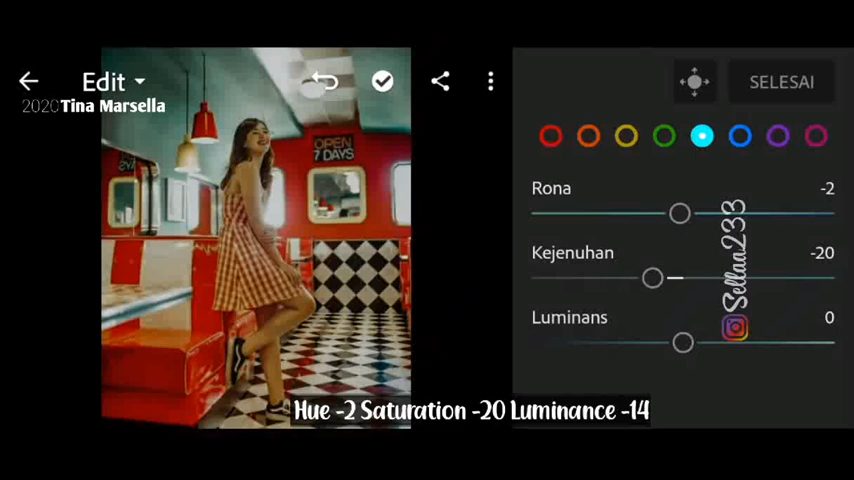 Edit
2020Tina Marsella
SELESAI
OPEN
7 DAYS
Rona
-2
Kejenuhan
-20
Luminans
0
Sellaa233
Hue -2 Saturation -20 Luminance -14